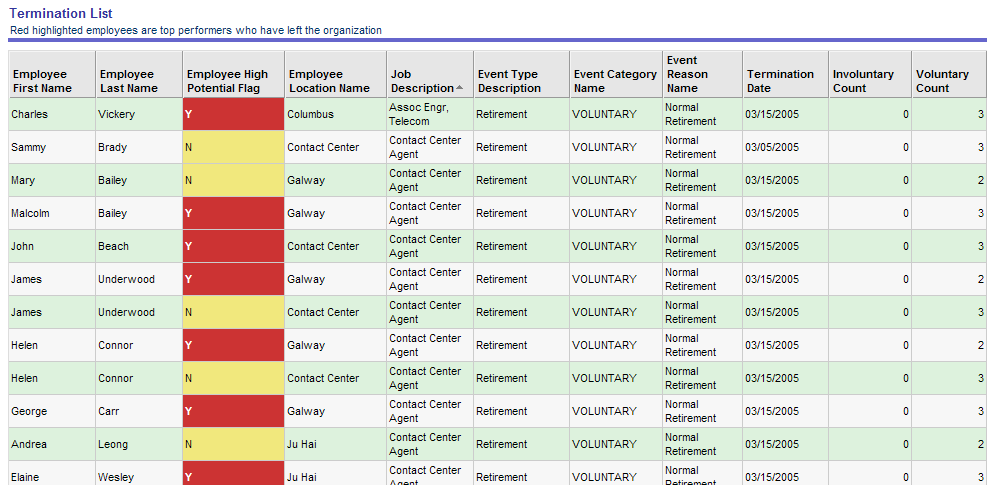 Termination List
Red highlighted employees are top performers who have left the organization
Employee First Name Employee Last Name Employee High Potential Flag Employee Location Name Job Description Event Type Description Event Category Name Event Reason Name Termination Date Involuntary Count Voluntary Count
Charles Vickery Y Columbus Assoc Engr, Telecom Retirement VOLUNTARY Normal Retirement 03/15/2005 0 3
Sammy Brady N Contact Center Contact Center Agent Retirement VOLUNTARY Normal Retirement 03/05/2005 0 3
Mary Bailey N Galway Contact Center Agent Retirement VOLUNTARY Normal Retirement 03/15/2005 0 2
Malcolm Bailey Y Galway Contact Center Agent Retirement VOLUNTARY Normal Retirement 03/15/2005 0 3
John Beach Y Contact Center Contact Center Agent Retirement VOLUNTARY Normal Retirement 03/15/2005 0 3
James Underwood Y Galway Contact Center Agent Retirement VOLUNTARY Normal Retirement 03/15/2005 0 2
James Underwood N Contact Center Contact Center Agent Retirement VOLUNTARY Normal Retirement 03/15/2005 0 3
Helen Connor Y Galway Contact Center Agent Retirement VOLUNTARY Normal Retirement 03/15/2005 0 2
Helen Connor N Contact Center Contact Center Agent Retirement VOLUNTARY Normal Retirement 03/15/2005 0 3
George Carr Y Galway Contact Center Agent Retirement VOLUNTARY Normal Retirement 03/15/2005 0 3
Andrea Leong N Ju Hai Contact Center Agent Retirement VOLUNTARY Normal Retirement 03/15/2005 0 2
Elaine Wesley Y Ju Hai Contact Center Agent Retirement VOLUNTARY Normal Retirement 03/15/2005 0 3